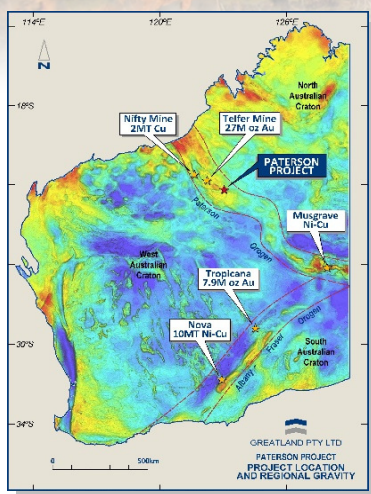 114°E
120°E
126°E
N
North
Australian
Craton
18°S
Nifty Mine
2MT Cu
Telfer Mine
27M oz Au
PATERSON
PROJECT
Paterson
Orogen
Musgrave
Ni-Cu
West
Australian
Craton
Tropicana
7.9M oz Au
Nova
10MT Ni-Cu
30°S
Albany
Fraser
Orogen
South
Australian
Craton
34°S
GREATLAND PTY LTD
PATERSON PROJECT
PROJECT LOCATION
AND REGIONAL GRAVITY
0
500km